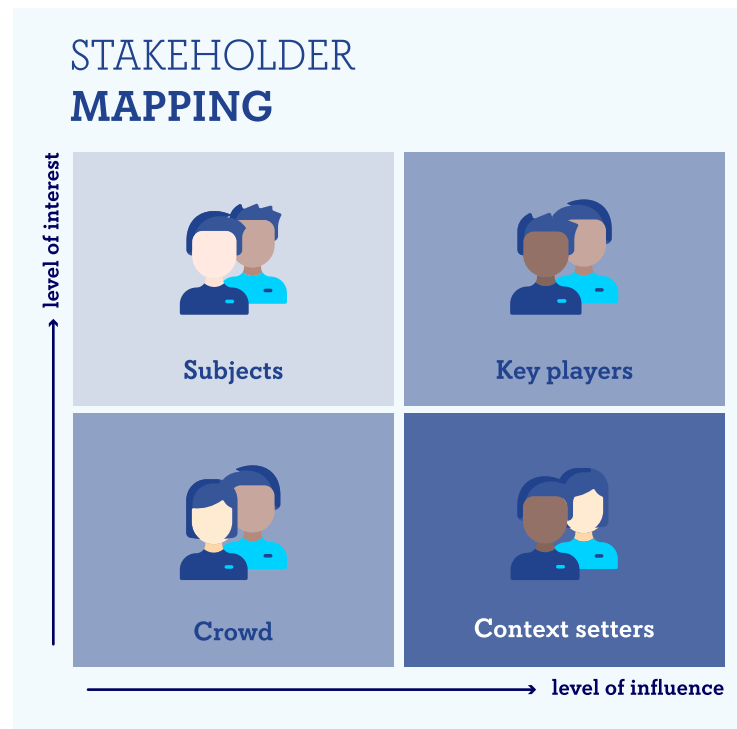 STAKEHOLDER
MAPPING
level of interest
Subjects
Key players
Crowd
Context setters
level of influence